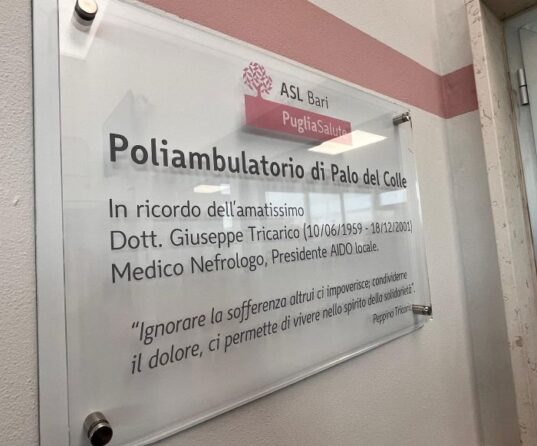 ASL Bari
PugliaSalute
Poliambulatorio di Palo del Colle
In ricordo dell'amatissimo
Dott. Giuseppe Tricarico (10/06/1959 - 18/12/2001)
Medico Nefrologo, Presidente AIDO locale.
"Ignorare la sofferenza altrui ci impoverisce; condividerne
il dolore, ci permette di vivere nello spirito della solidarietà".
Peppino Tricarico